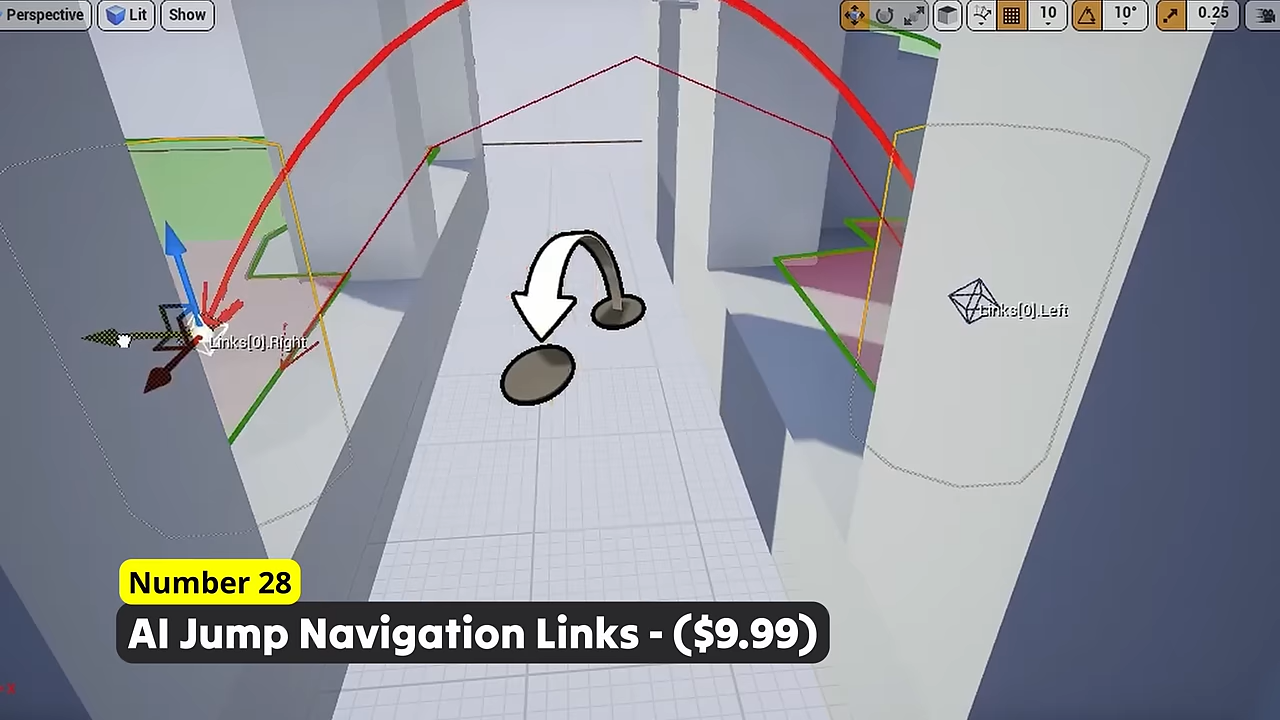 Perspective
Lit
Show
10
10°
0.25
Links[0].Right
Links[0].Left
Number 28
AI Jump Navigation Links - ($9.99)